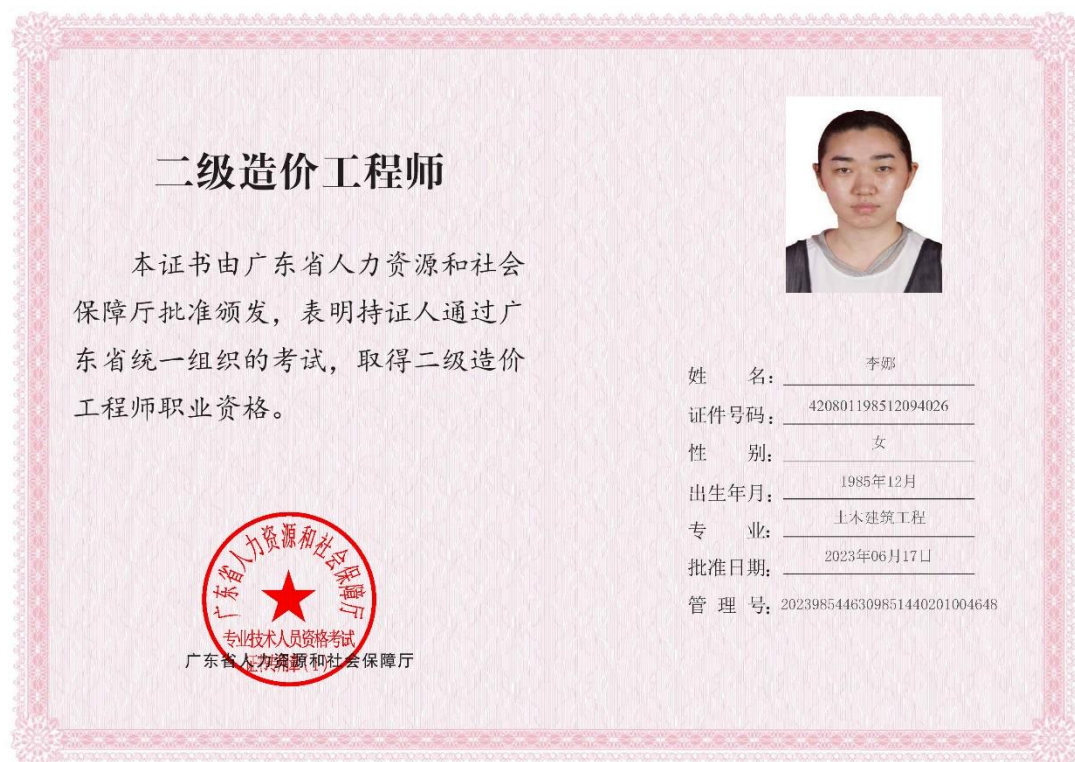 二级造价工程师
本证书由广东省人力资源和社会
保障厅批准颁发，表明持证人通过广
东省统一组织的考试，取得二级造价
工程师职业资格。
广东省人力资源和社会保障厅
专业技术人员资格考试
广东省人力资源和社会保障厅
姓 名：李娜
证件号码：420801198512094026
性 别：女
出生年月：1985年12月
专 业：土木建筑工程
批准日期：2023年06月17日
管 理 号：2023985446309851440201004648